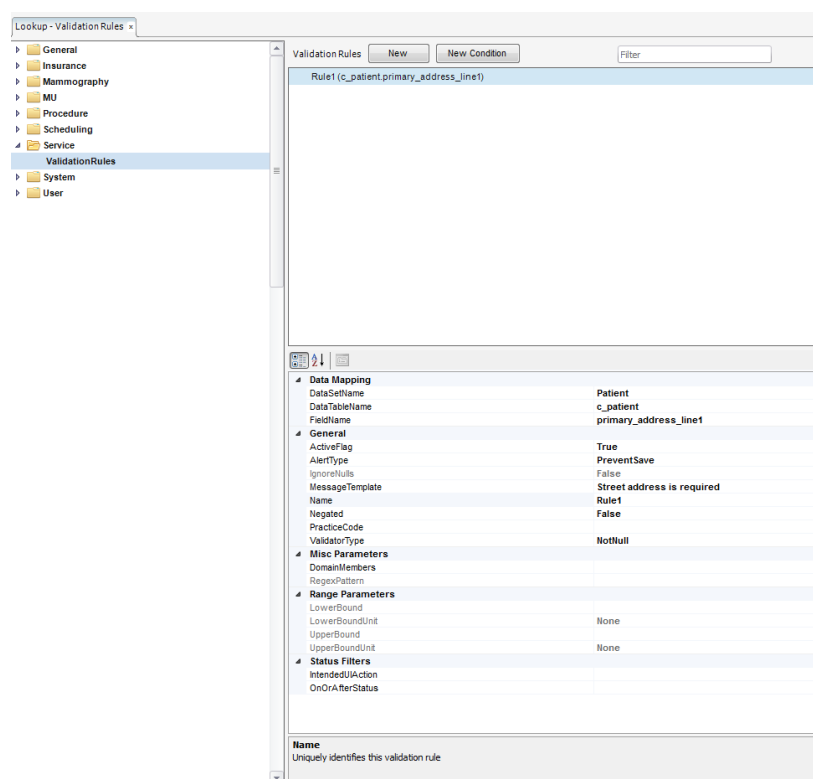 Lookup - Validation Rules ×
General
Insurance
Mammography
MU
Procedure
Scheduling
Service
ValidationRules
System
User
Validation Rules New New Condition Filter
Rule1 (c_patient.primary_address_line1)
Data Mapping
DataSetName Patient
DataTableName c_patient
FieldName primary_address_line1
General
ActiveFlag True
AlertType PreventSave
IgnoreNulls False
MessageTemplate Street address is required
Name Rule1
Negated False
PracticeCode
ValidatorType NotNull
Misc Parameters
DomainMembers
RegexPattern
Range Parameters
LowerBound
LowerBoundUnit None
UpperBound
UpperBoundUnit None
Status Filters
IntendedUIAction
OnOrAfterStatus
Name
Uniquely identifies this validation rule